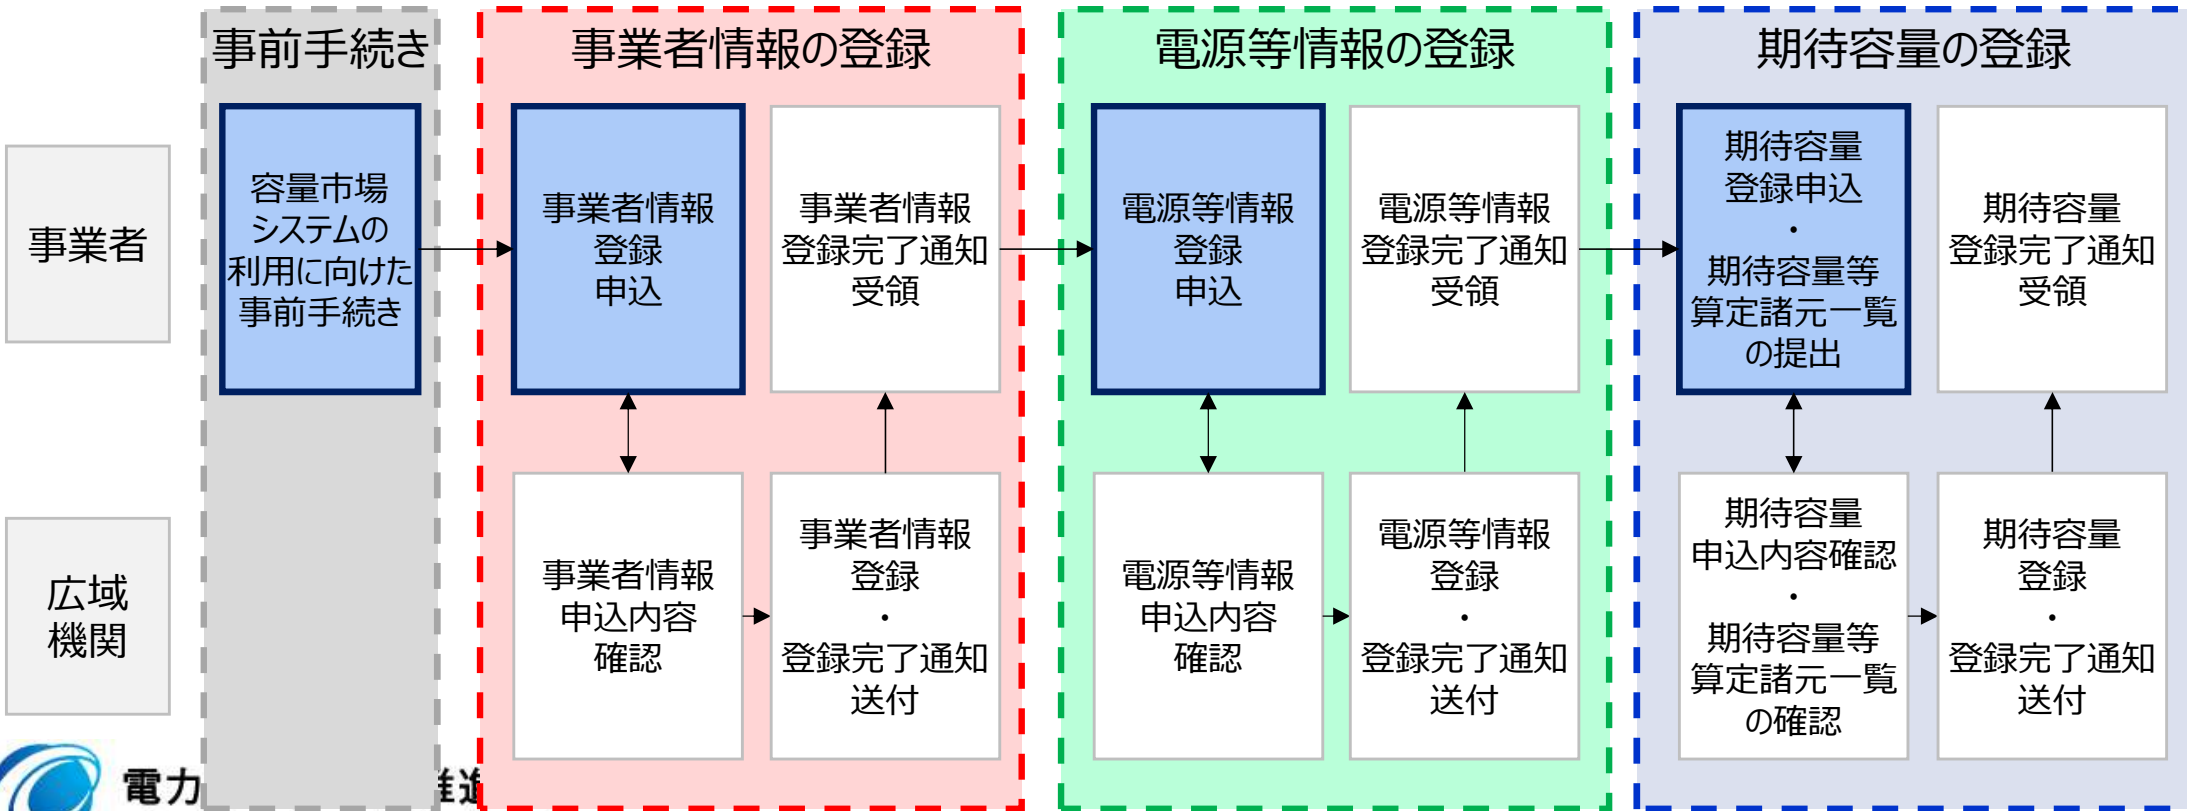 事前手続き
事業者情報の登録
電源等情報の登録
期待容量の登録
事業者
容量市場
システムの
利用に向けた
事前手続き
事業者情報
登録
申込
事業者情報
登録完了通知
受領
電源等情報
登録
申込
電源等情報
登録完了通知
受領
期待容量
登録申込
・
期待容量等
算定諸元一覧
の提出
期待容量
登録完了通知
受領
広域
機関
事業者情報
申込内容
確認
事業者情報
登録
・
登録完了通知
送付
電源等情報
申込内容
確認
電源等情報
登録
・
登録完了通知
送付
期待容量
申込内容確認
・
期待容量等
算定諸元一覧
の確認
期待容量
登録
・
登録完了通知
送付
電力